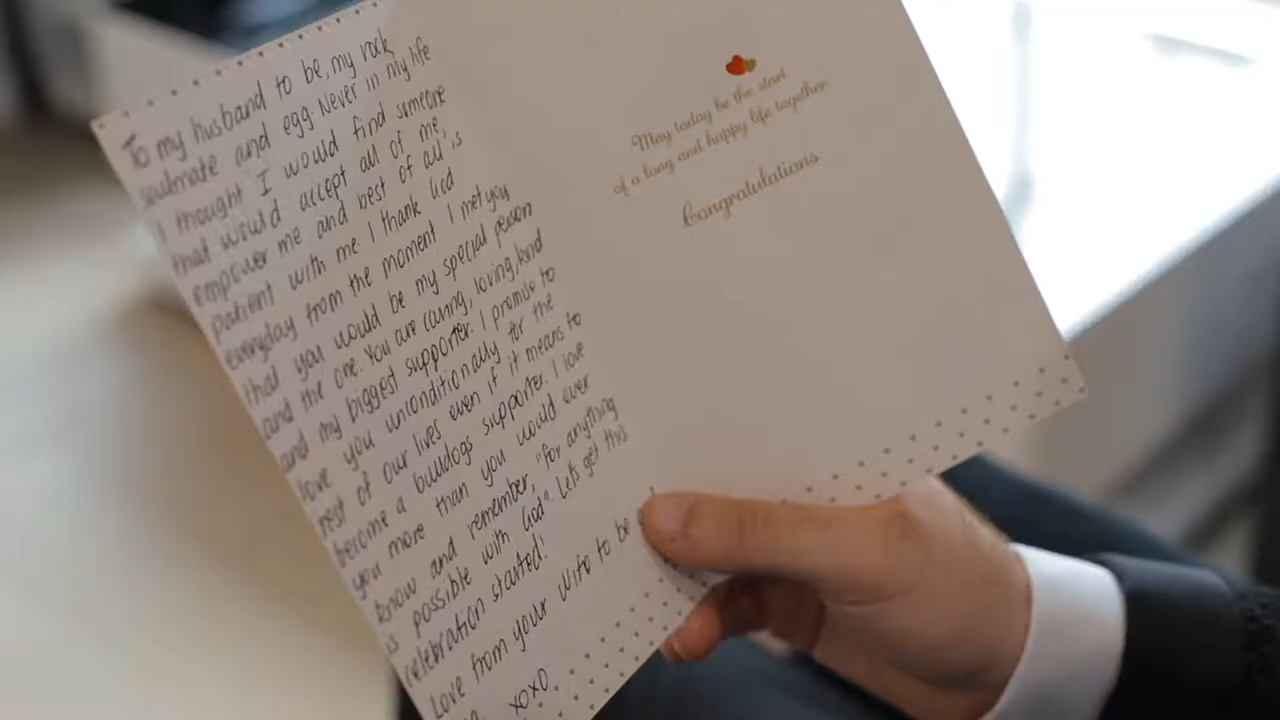 To my husband to be, my rock,
soulmate and egg. Never in my life
I thought I would find someone
that would accept all of me,
empower me and best of all is
patient with me. I thank God
everyday from the moment I met you
that you would be my special person
and the one. You are caring, loving, kind
and my biggest supporter. I promise to
love you unconditionally for the
rest of our lives even if it means to
become a bulldogs supporter. I love
you more than you would ever
know and remember, "for anything
is possible with God". Let's get this
celebration started!
Love from your wife to be
xoxo
May today be the start
of a long and happy life together.
Congratulations